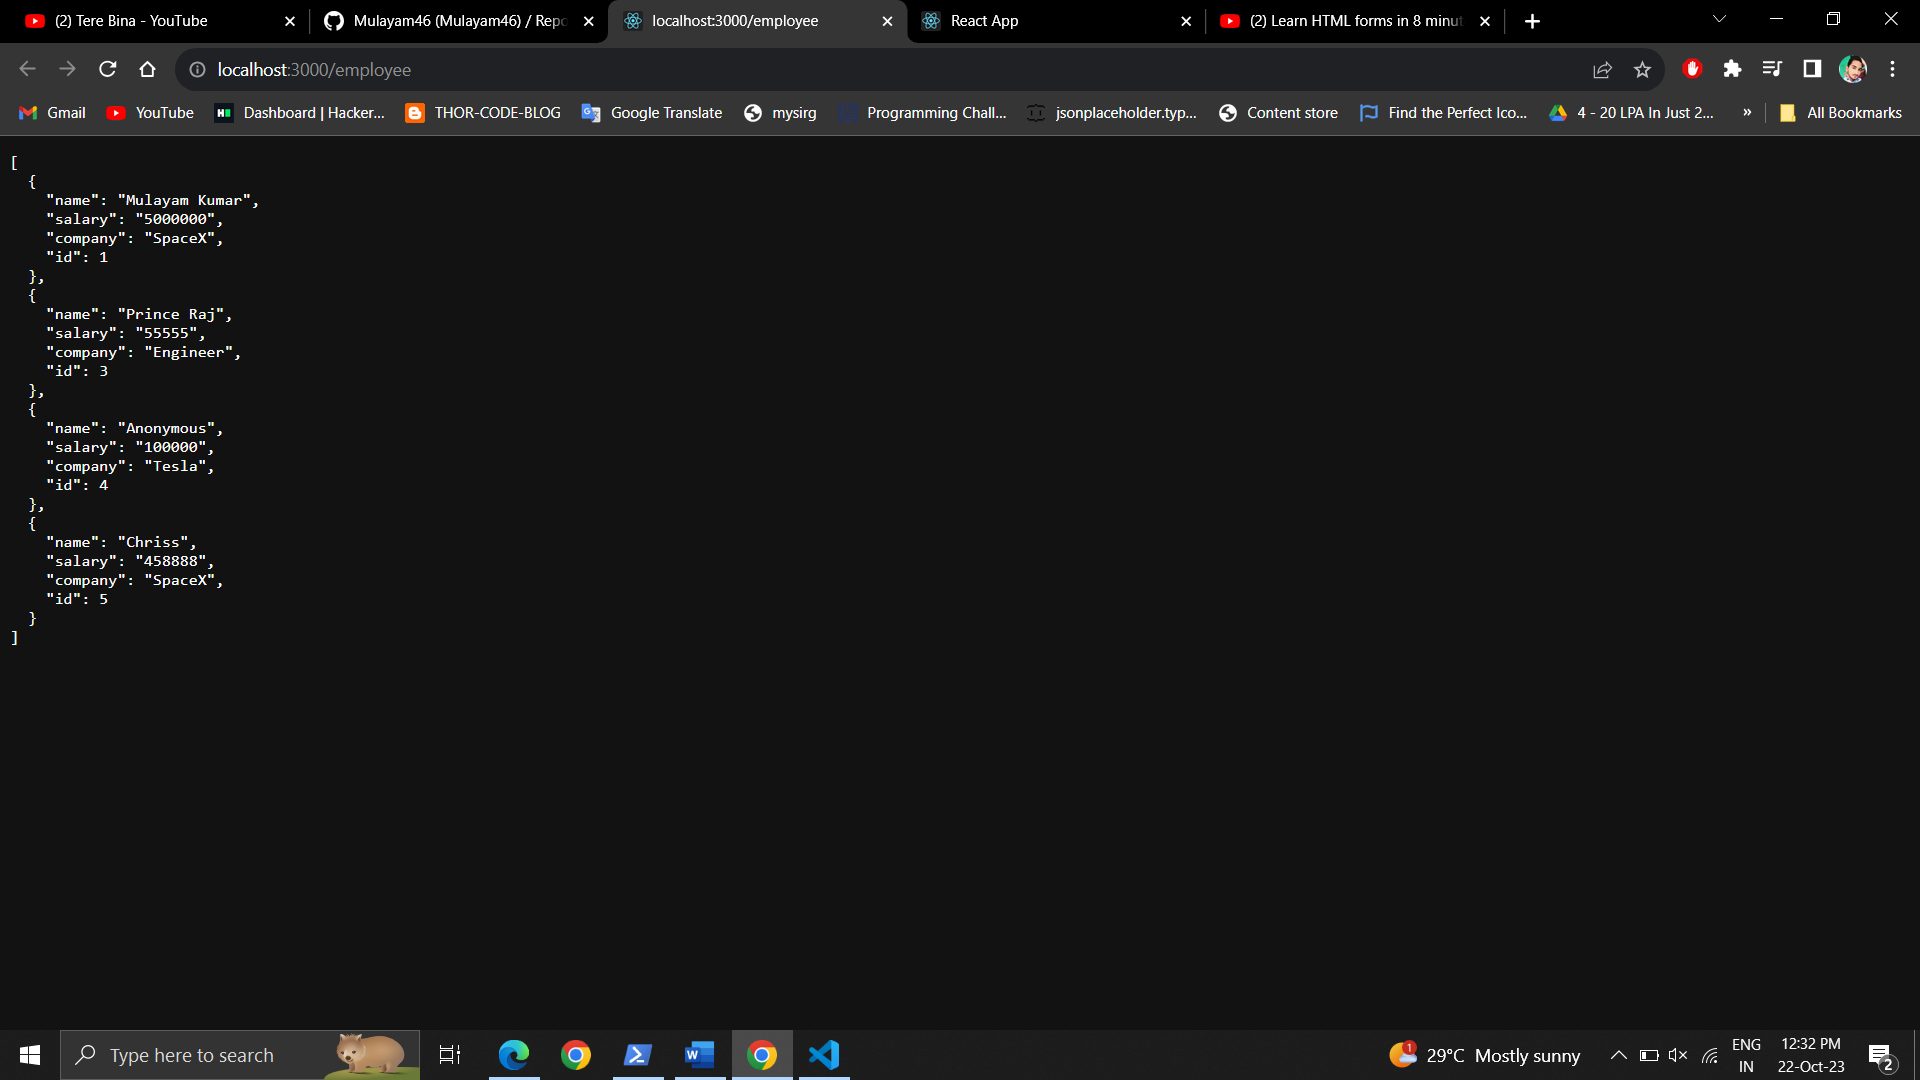 (2) Tere Bina - YouTube
Mulayam46 (Mulayam46) / Repo
localhost:3000/employee
React App
(2) Learn HTML forms in 8 minut
localhost:3000/employee
Gmail
YouTube
Dashboard | Hacker...
THOR-CODE-BLOG
Google Translate
mysirg
Programming Chall...
jsonplaceholder.typ...
Content store
Find the Perfect Ico...
4 - 20 LPA In Just 2...
»
All Bookmarks
[
{
"name": "Mulayam Kumar",
"salary": "5000000",
"company": "SpaceX",
"id": 1
},
{
"name": "Prince Raj",
"salary": "55555",
"company": "Engineer",
"id": 3
},
{
"name": "Anonymous",
"salary": "100000",
"company": "Tesla",
"id": 4
},
{
"name": "Chriss",
"salary": "458888",
"company": "SpaceX",
"id": 5
}
]
Type here to search
1
29°C Mostly sunny
ENG
IN
12:32 PM
22-Oct-23
2